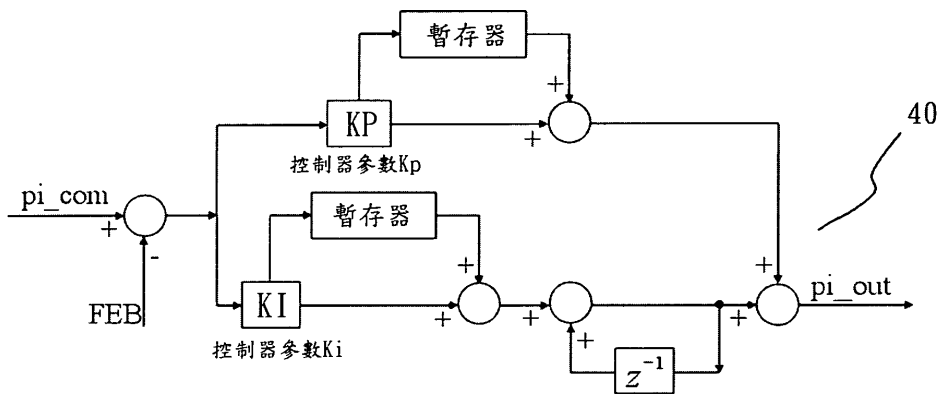 暫存器
+
KP
+
控制器參數Kp
40
pi_com
+
-
暫存器
+
+
FEB
KI
+
+
+
+
pi_out
控制器參數Ki
z⁻¹